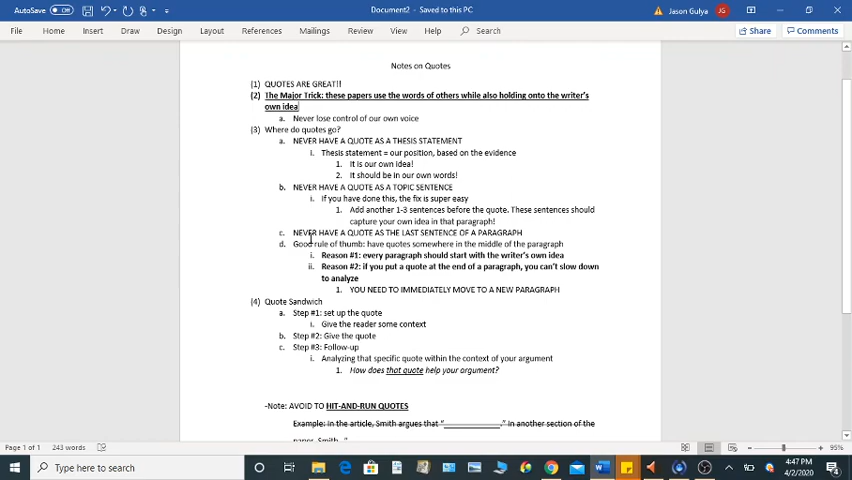 AutoSave Off
Document2 - Saved to this PC
Jason Gulya
JG
File Home Insert Draw Design Layout References Mailings Review View Help Search Share Comments
Notes on Quotes
(1) QUOTES ARE GREAT!!
(2) The Major Trick: these papers use the words of others while also holding onto the writer's
own idea
a. Never lose control of our own voice
(3) Where do quotes go?
a. NEVER HAVE A QUOTE AS A THESIS STATEMENT
i. Thesis statement = our position, based on the evidence
1. It is our own idea!
2. It should be in our own words!
b. NEVER HAVE A QUOTE AS A TOPIC SENTENCE
i. If you have done this, the fix is super easy
1. Add another 1-3 sentences before the quote. These sentences should
capture your own idea in that paragraph!
c. NEVER HAVE A QUOTE AS THE LAST SENTENCE OF A PARAGRAPH
d. Good rule of thumb: have quotes somewhere in the middle of the paragraph
i. Reason #1: every paragraph should start with the writer's own idea
ii. Reason #2: if you put a quote at the end of a paragraph, you can't slow down
to analyze
1. YOU NEED TO IMMEDIATELY MOVE TO A NEW PARAGRAPH
(4) Quote Sandwich
a. Step #1: set up the quote
i. Give the reader some context
b. Step #2: Give the quote
c. Step #3: Follow-up
i. Analyzing that specific quote within the context of your argument
1. How does that quote help your argument?
-Note: AVOID TO HIT-AND-RUN QUOTES
Example: In the article, Smith argues that "____________." In another section of the
paper, Smith "
Page 1 of 1 243 words
95%
Type here to search
4:47 PM
4/2/2020